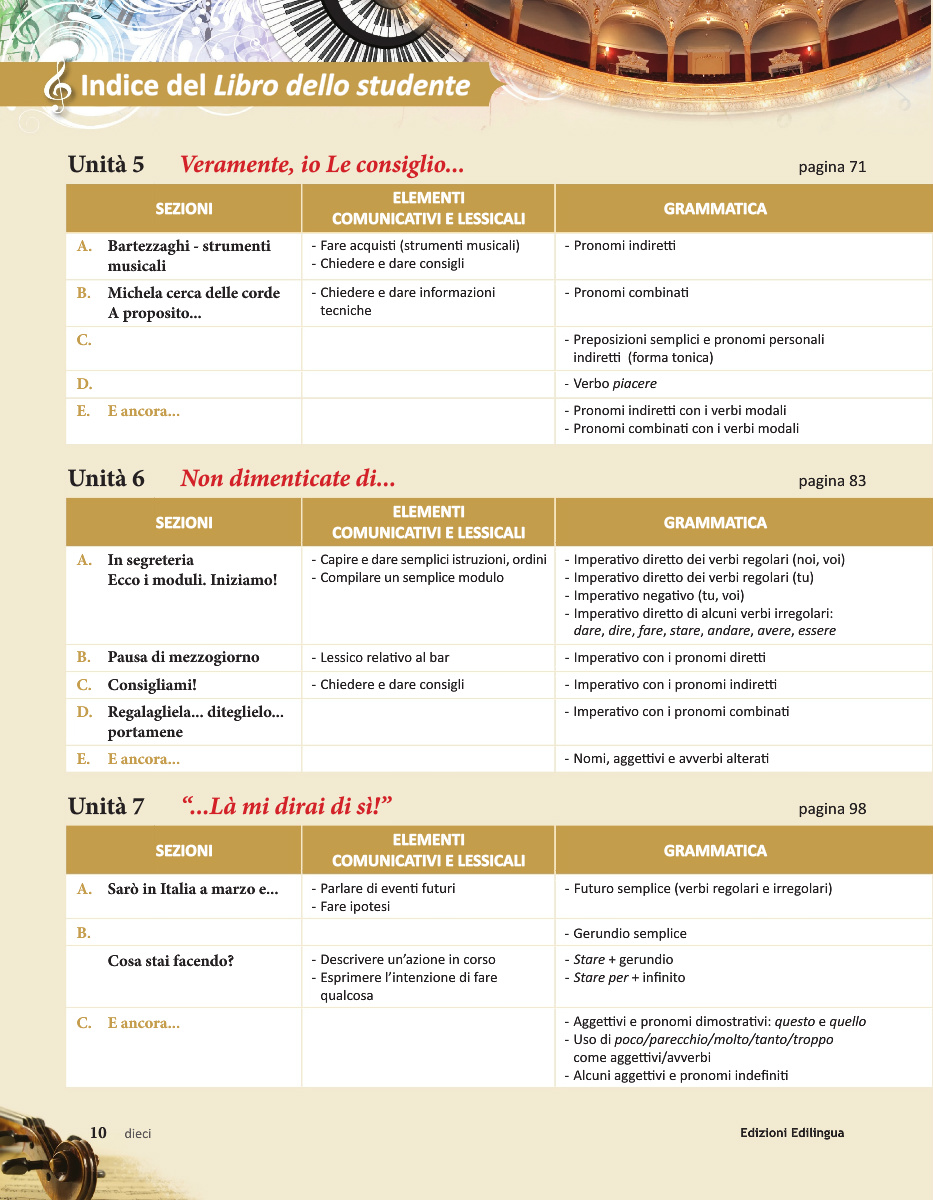 Indice del Libro dello studente
Unità 5 Veramente, io Le consiglio... pagina 71
SEZIONI
ELEMENTI
COMUNICATIVI E LESSICALI
GRAMMATICA
A. Bartezzaghi - strumenti
musicali
- Fare acquisti (strumenti musicali)
- Chiedere e dare consigli
- Pronomi indiretti
B. Michela cerca delle corde
A proposito...
- Chiedere e dare informazioni
tecniche
- Pronomi combinati
C.
- Preposizioni semplici e pronomi personali
indiretti (forma tonica)
D.
- Verbo piacere
E. E ancora...
- Pronomi indiretti con i verbi modali
- Pronomi combinati con i verbi modali
Unità 6 Non dimenticate di... pagina 83
SEZIONI
ELEMENTI
COMUNICATIVI E LESSICALI
GRAMMATICA
A. In segreteria
Ecco i moduli. Iniziamo!
- Capire e dare semplici istruzioni, ordini
- Compilare un semplice modulo
- Imperativo diretto dei verbi regolari (noi, voi)
- Imperativo diretto dei verbi regolari (tu)
- Imperativo negativo (tu, voi)
- Imperativo diretto di alcuni verbi irregolari:
dare, dire, fare, stare, andare, avere, essere
B. Pausa di mezzogiorno
- Lessico relativo al bar
- Imperativo con i pronomi diretti
C. Consigliami!
- Chiedere e dare consigli
- Imperativo con i pronomi indiretti
D. Regalagliela... diteglielo...
portamene
- Imperativo con i pronomi combinati
E. E ancora...
- Nomi, aggettivi e avverbi alterati
Unità 7 “...Là mi dirai di sì!” pagina 98
SEZIONI
ELEMENTI
COMUNICATIVI E LESSICALI
GRAMMATICA
A. Sarò in Italia a marzo e...
- Parlare di eventi futuri
- Fare ipotesi
- Futuro semplice (verbi regolari e irregolari)
B.
- Gerundio semplice
Cosa stai facendo?
- Descrivere un’azione in corso
- Esprimere l’intenzione di fare
qualcosa
- Stare + gerundio
- Stare per + infinito
C. E ancora...
- Aggettivi e pronomi dimostrativi: questo e quello
- Uso di poco/parecchio/molto/tanto/troppo
come aggettivi/avverbi
- Alcuni aggettivi e pronomi indefiniti
10 dieci
Edizioni Edilingua